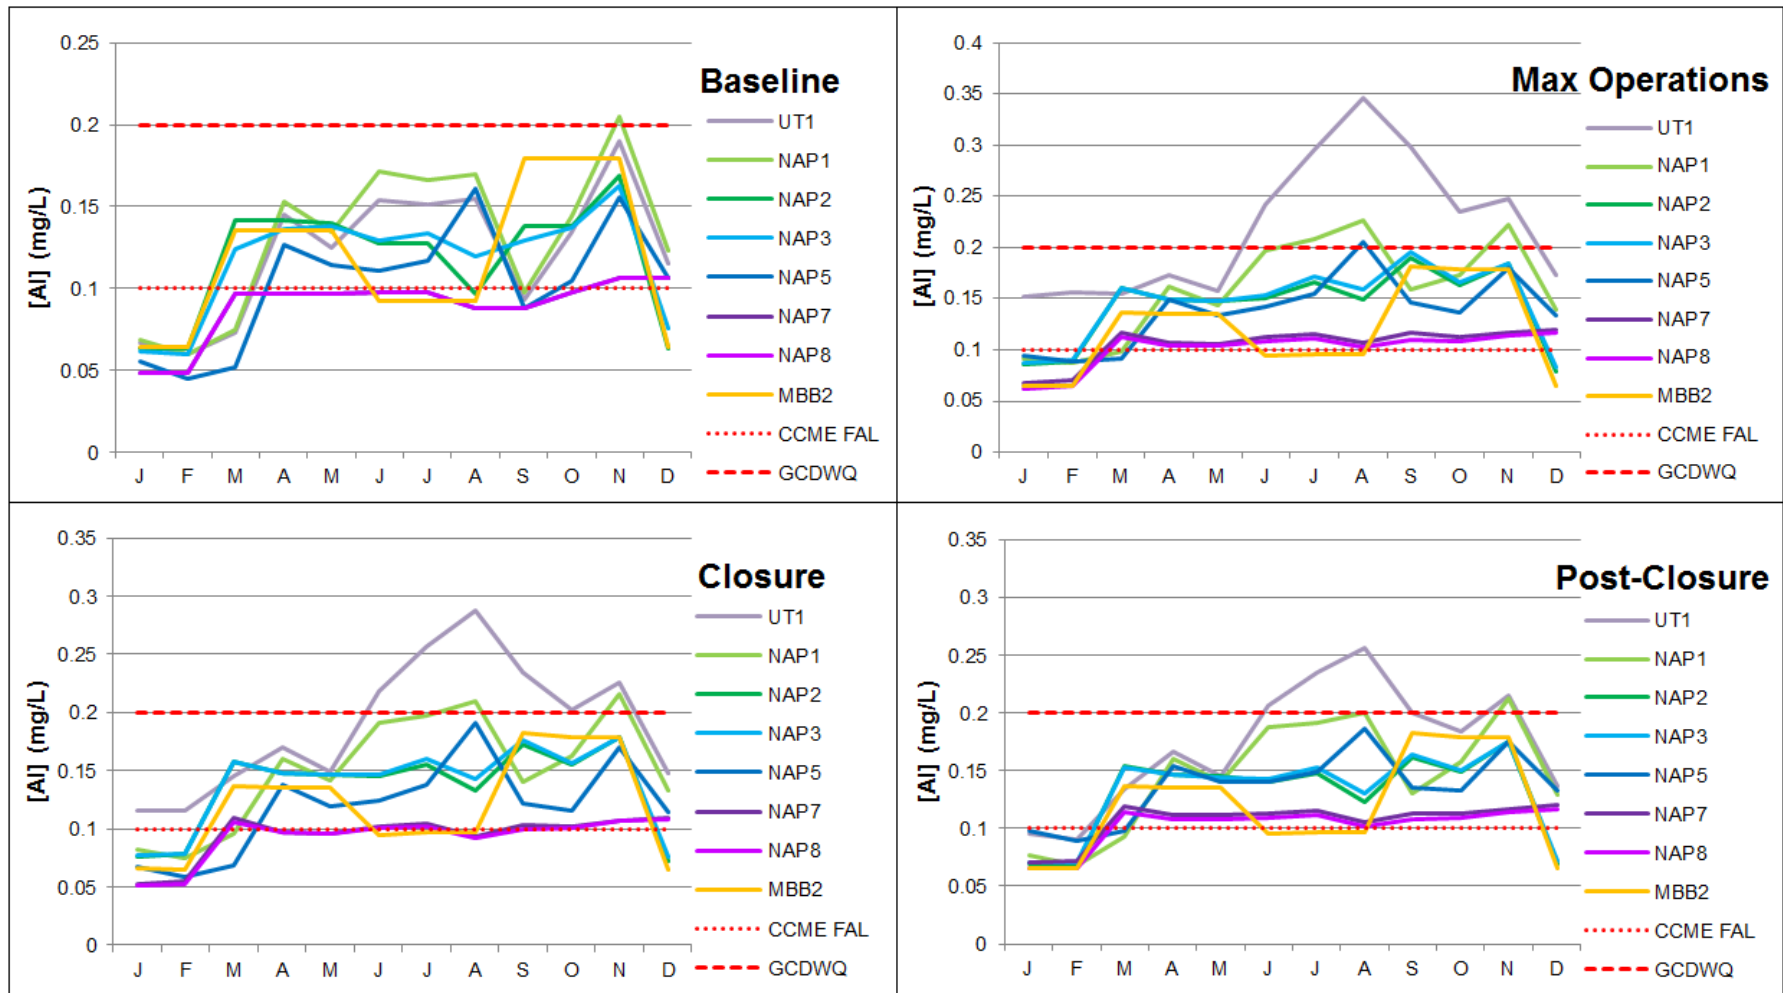 Baseline
[Al] (mg/L)
0.25
0.2
0.15
0.1
0.05
0
J F M A M J J A S O N D
UT1
NAP1
NAP2
NAP3
NAP5
NAP7
NAP8
MBB2
CCME FAL
GCDWQ
Max Operations
[Al] (mg/L)
0.4
0.35
0.3
0.25
0.2
0.15
0.1
0.05
0
J F M A M J J A S O N D
UT1
NAP1
NAP2
NAP3
NAP5
NAP7
NAP8
MBB2
CCME FAL
GCDWQ
Closure
[Al] (mg/L)
0.35
0.3
0.25
0.2
0.15
0.1
0.05
0
J F M A M J J A S O N D
UT1
NAP1
NAP2
NAP3
NAP5
NAP7
NAP8
MBB2
CCME FAL
GCDWQ
Post-Closure
[Al] (mg/L)
0.35
0.3
0.25
0.2
0.15
0.1
0.05
0
J F M A M J J A S O N D
UT1
NAP1
NAP2
NAP3
NAP5
NAP7
NAP8
MBB2
CCME FAL
GCDWQ